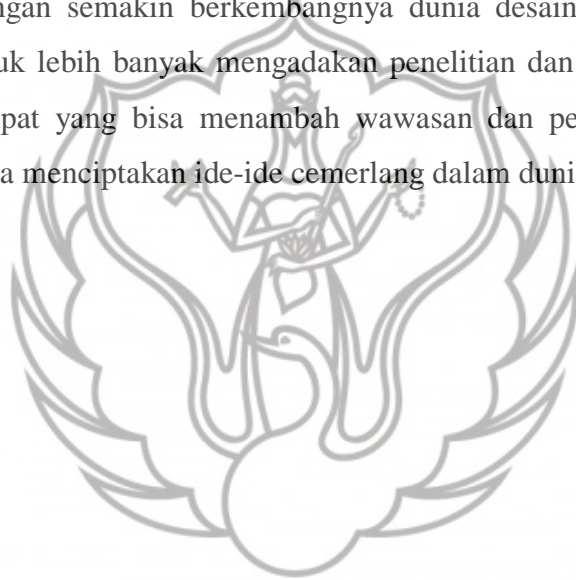 ngan semakin berkembangnya dunia desain
uk lebih banyak mengadakan penelitian dan
pat yang bisa menambah wawasan dan pe
a menciptakan ide-ide cemerlang dalam duni